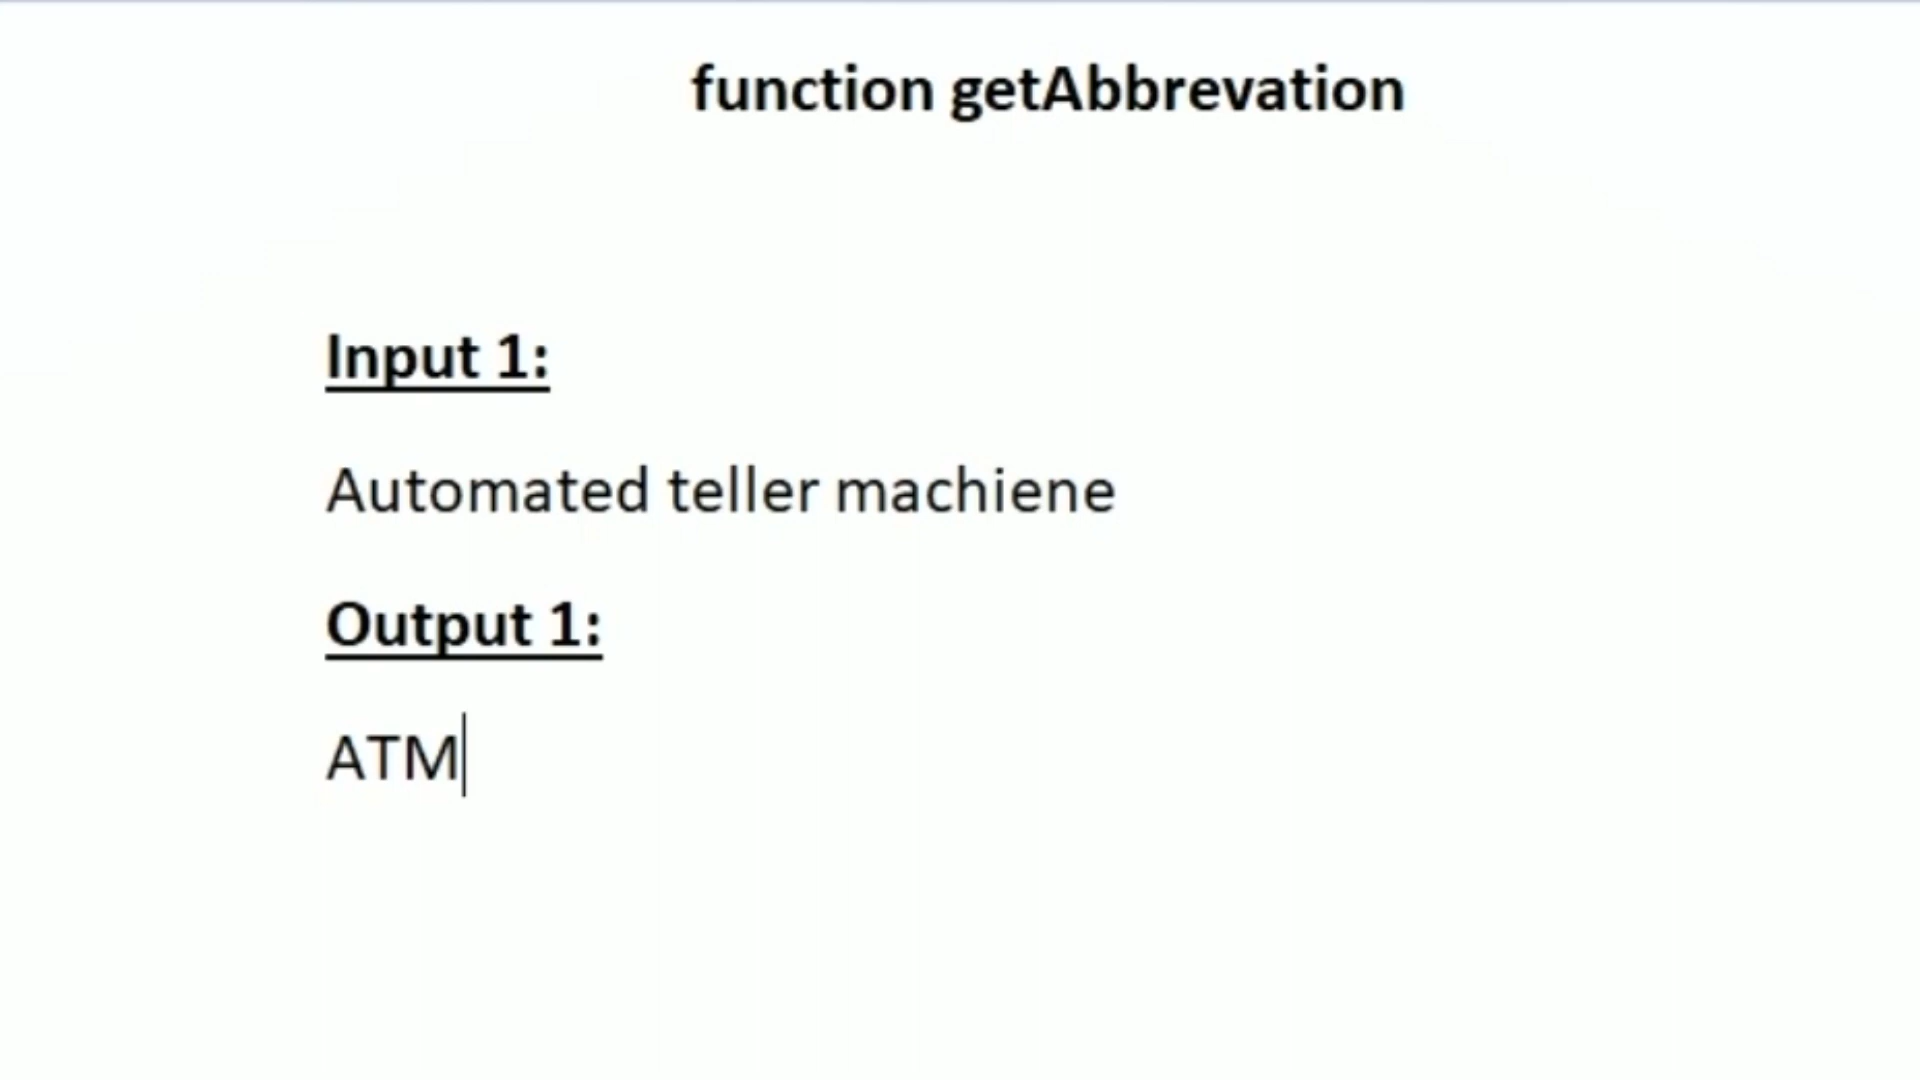 function getAbbrevation
Input 1:
Automated teller machiene
Output 1:
ATM